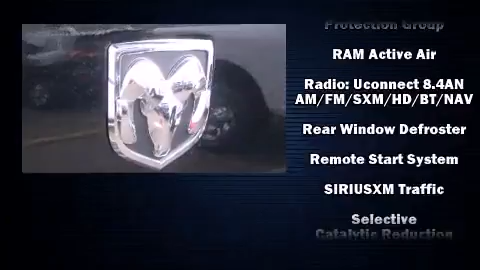 Protection Group
RAM Active Air
Radio: Uconnect 8.4AN
AM/FM/SXM/HD/BT/NAV
Rear Window Defroster
Remote Start System
SIRIUSXM Traffic
Selective
Catalytic Reduction